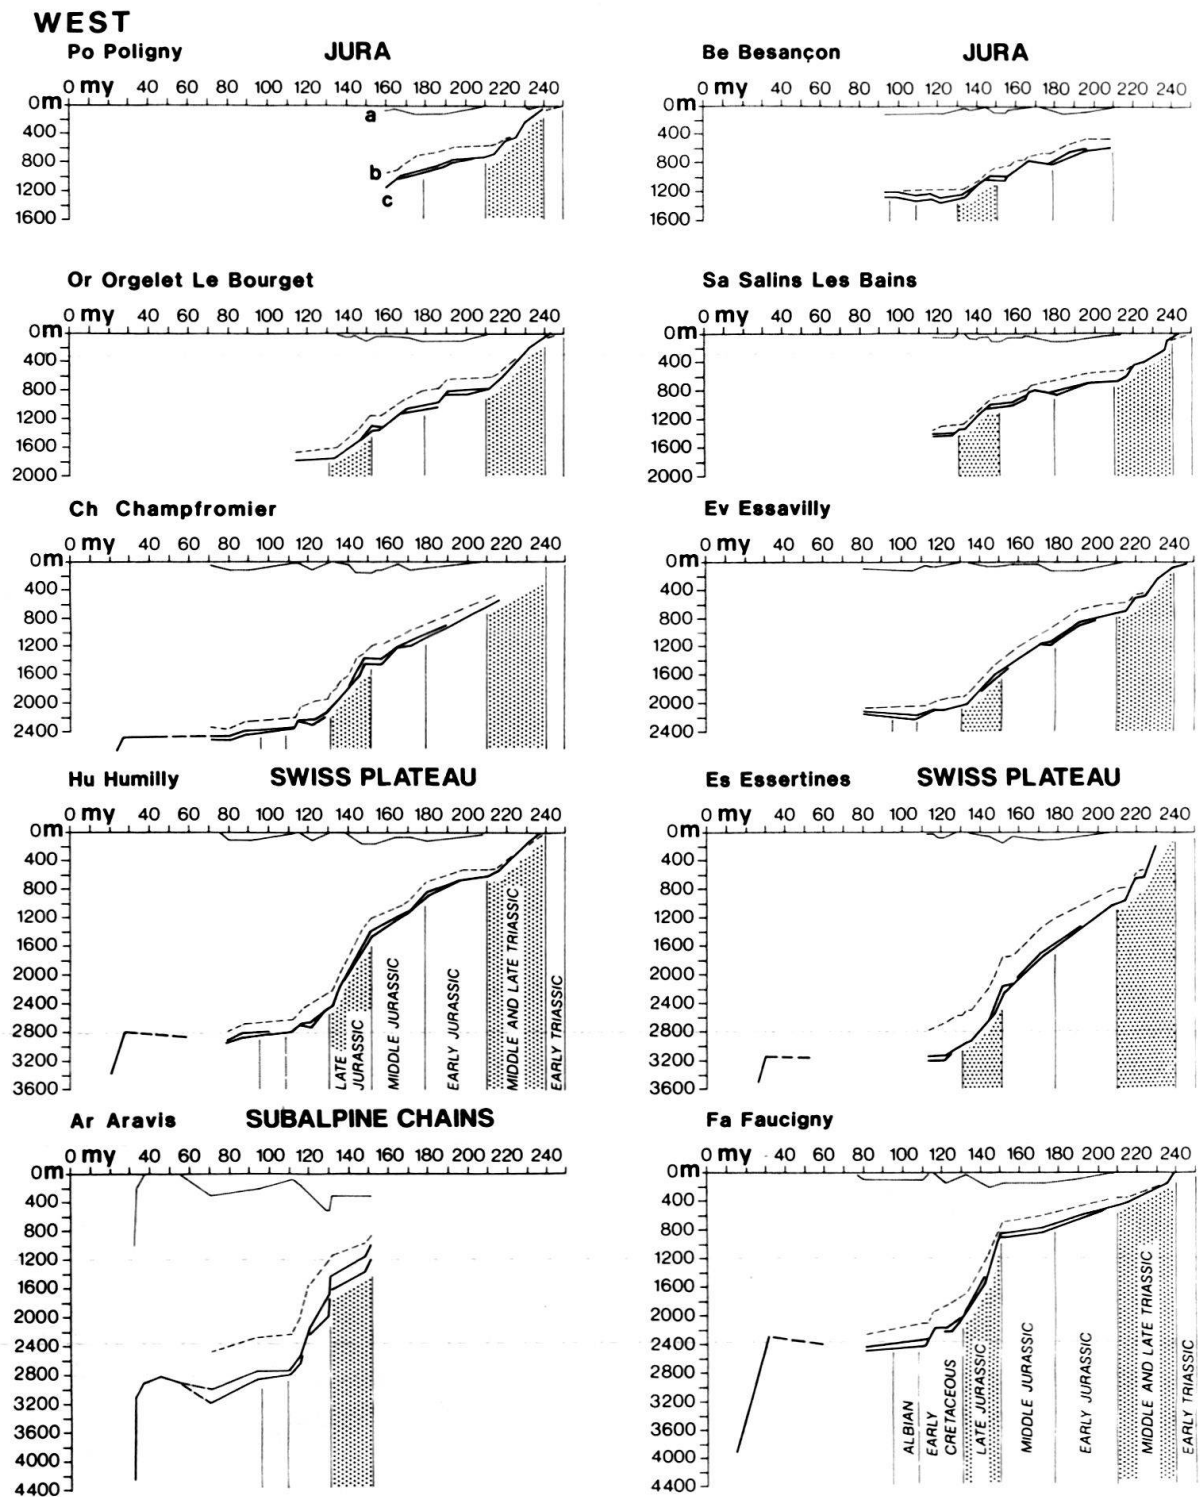 WEST
Po Poligny JURA
0 my 40 60 80 100 120 140 160 180 200 220 240
0m
400
800
1200
1600
a
b
c
Be Besançon JURA
0 my 40 60 80 100 120 140 160 180 200 220 240
0m
400
800
1200
1600
Or Orgelet Le Bourget
0 my 40 60 80 100 120 140 160 180 200 220 240
0m
400
800
1200
1600
2000
Sa Salins Les Bains
0 my 40 60 80 100 120 140 160 180 200 220 240
0m
400
800
1200
1600
2000
Ch Champfromier
0 my 40 60 80 100 120 140 160 180 200 220 240
0m
400
800
1200
1600
2000
2400
Ev Essavilly
0 my 40 60 80 100 120 140 160 180 200 220 240
0m
400
800
1200
1600
2000
2400
Hu Humilly SWISS PLATEAU
0 my 40 60 80 100 120 140 160 180 200 220 240
0m
400
800
1200
1600
2000
2400
2800
3200
3600
LATE
JURASSIC
MIDDLE JURASSIC
EARLY JURASSIC
MIDDLE AND LATE TRIASSIC
EARLY TRIASSIC
Es Essertines SWISS PLATEAU
0 my 40 60 80 100 120 140 160 180 200 220 240
0m
400
800
1200
1600
2000
2400
2800
3200
3600
Ar Aravis SUBALPINE CHAINS
0 my 40 60 80 100 120 140 160 180 200 220 240
0m
400
800
1200
1600
2000
2400
2800
3200
3600
4000
4400
Fa Faucigny
0 my 40 60 80 100 120 140 160 180 200 220 240
0m
400
800
1200
1600
2000
2400
2800
3200
3600
4000
4400
ALBIAN
EARLY
CRETACEOUS
LATE JURASSIC
MIDDLE JURASSIC
EARLY JURASSIC
MIDDLE AND LATE TRIASSIC
EARLY TRIASSIC